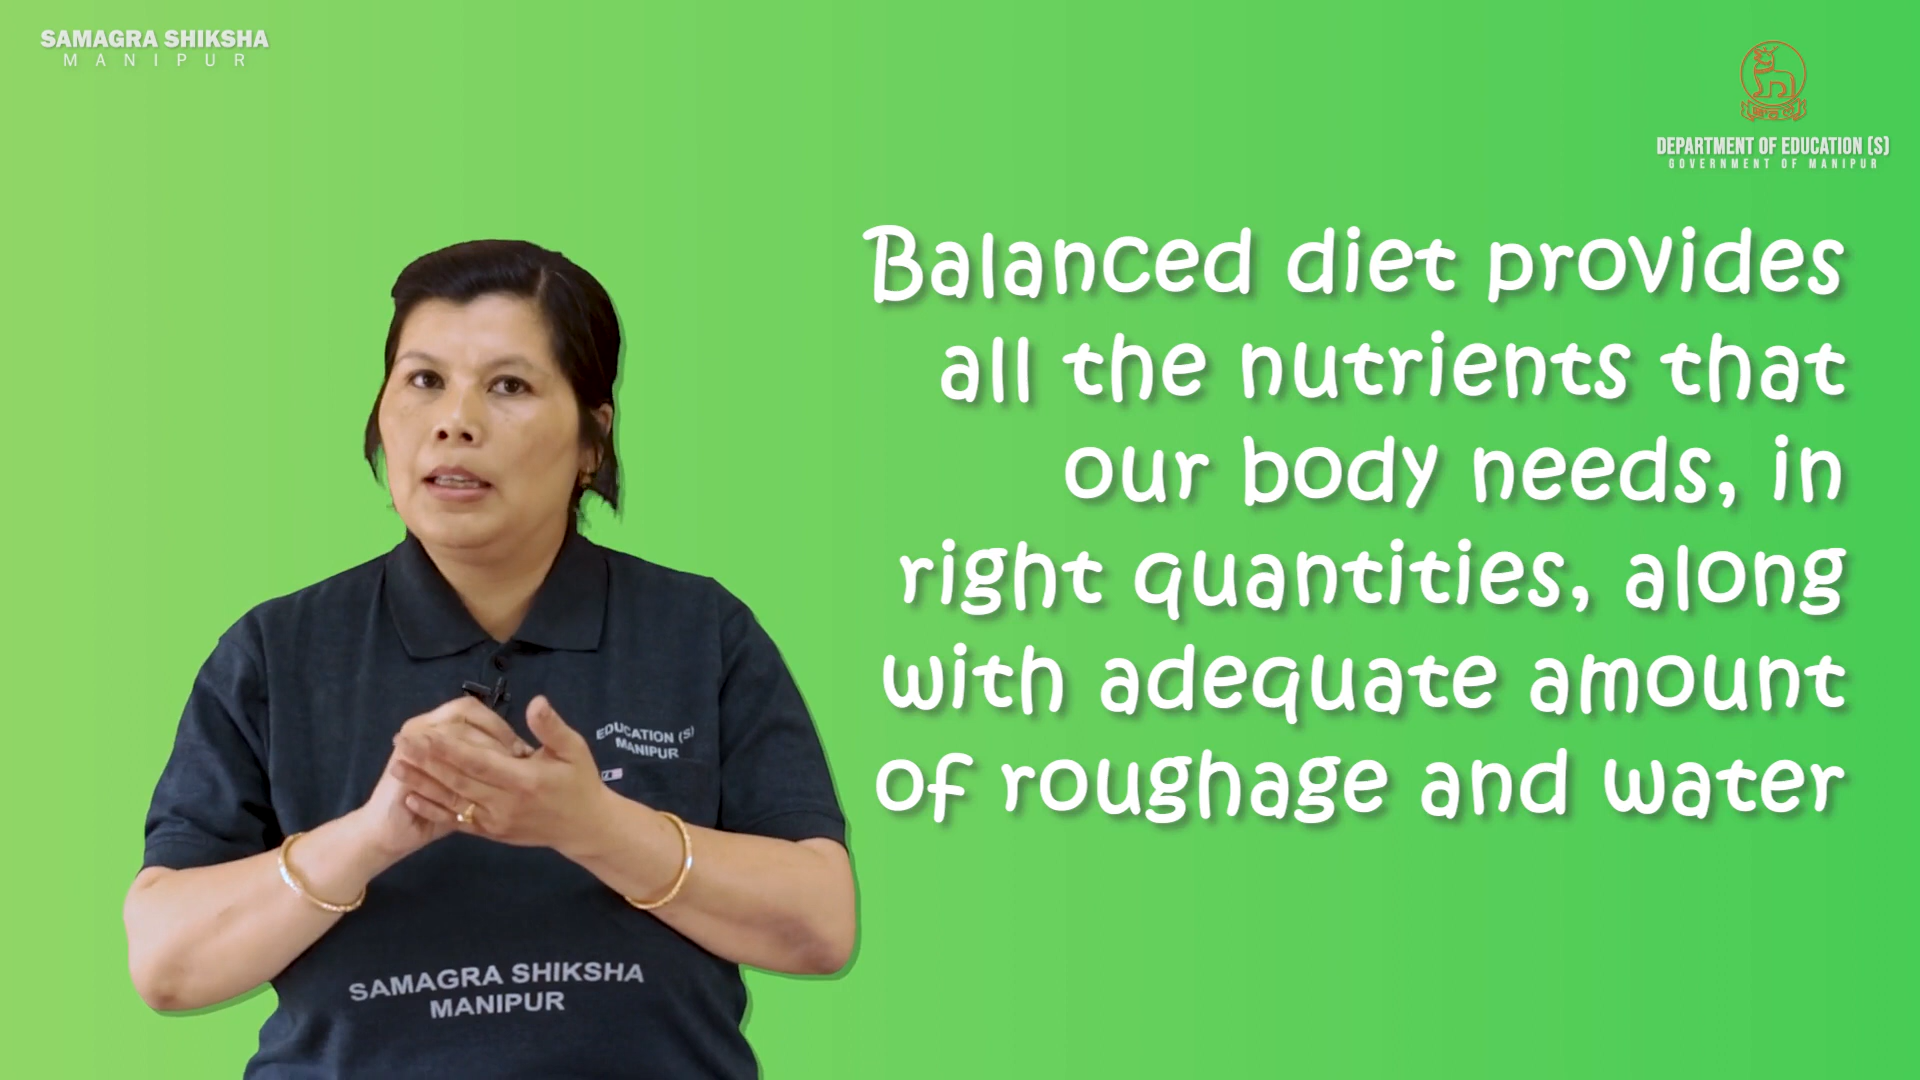 SAMAGRA SHIKSHA
MANIPUR
DEPARTMENT OF EDUCATION (S)
GOVERNMENT OF MANIPUR
Balanced diet provides
all the nutrients that
our body needs, in
right quantities, along
with adequate amount
of roughage and water
EDUCATION (S)
MANIPUR
SAMAGRA SHIKSHA
MANIPUR